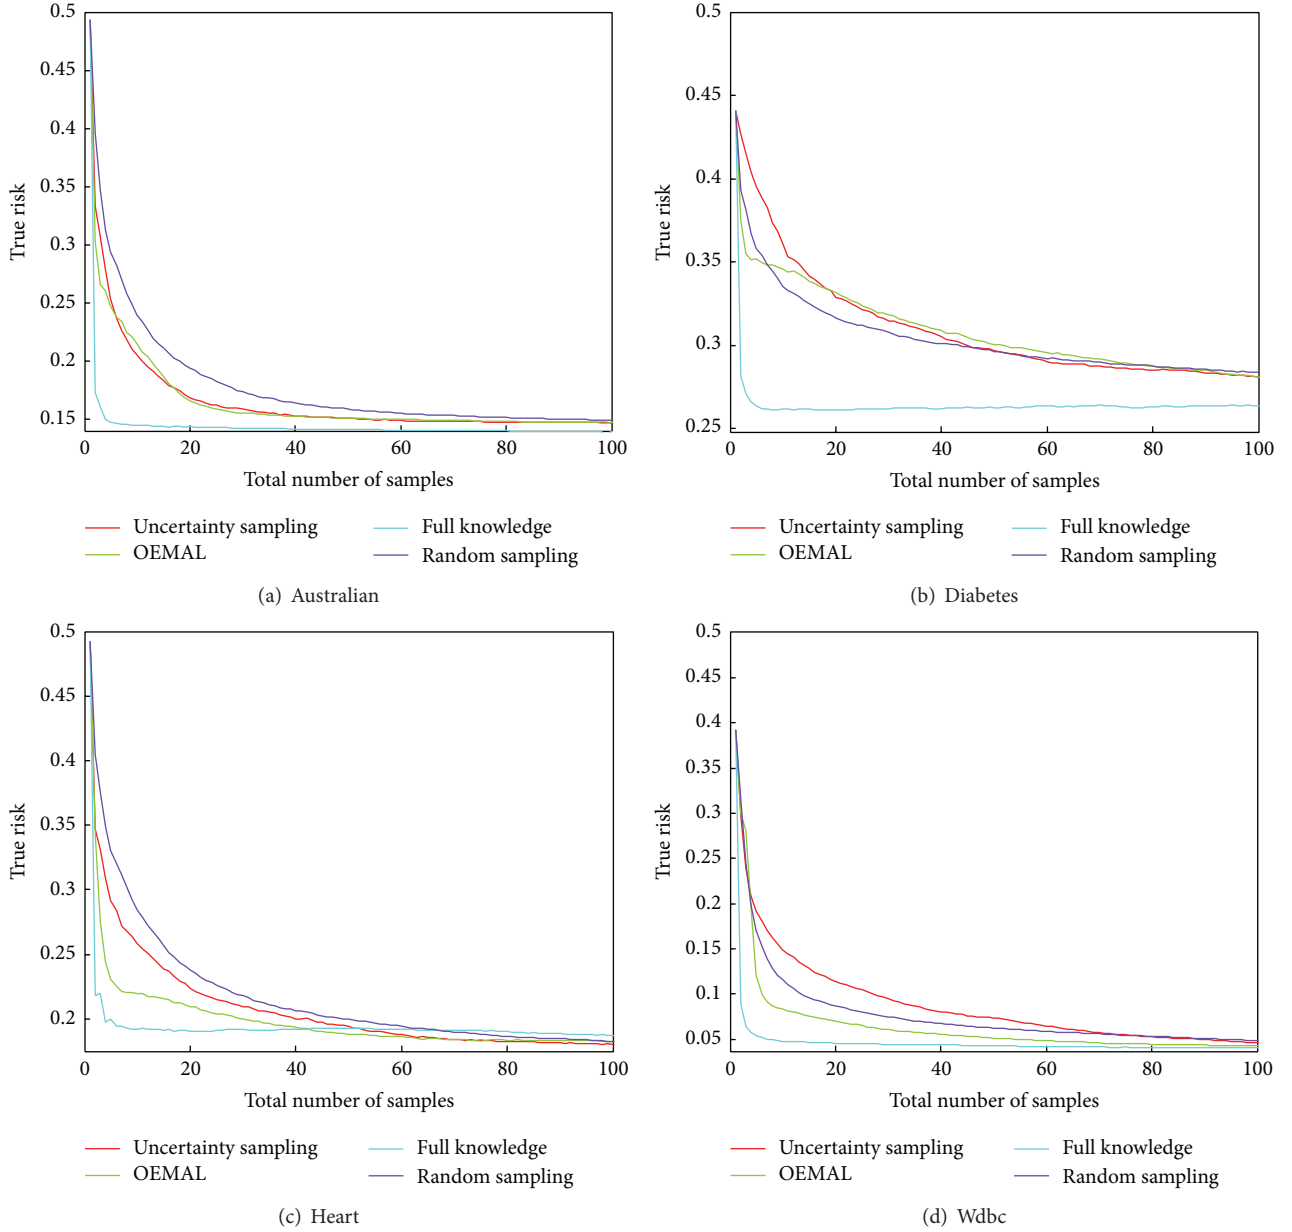 0.5
0.45
0.4
0.35
0.3
0.25
0.2
0.15
True risk
0 20 40 60 80 100
Total number of samples
Uncertainty sampling
OEMAL
Full knowledge
Random sampling
(a) Australian
0.5
0.45
0.4
0.35
0.3
0.25
True risk
0 20 40 60 80 100
Total number of samples
Uncertainty sampling
OEMAL
Full knowledge
Random sampling
(b) Diabetes
0.5
0.45
0.4
0.35
0.3
0.25
0.2
True risk
0 20 40 60 80 100
Total number of samples
Uncertainty sampling
OEMAL
Full knowledge
Random sampling
(c) Heart
0.5
0.45
0.4
0.35
0.3
0.25
0.2
0.15
0.1
0.05
True risk
0 20 40 60 80 100
Total number of samples
Uncertainty sampling
OEMAL
Full knowledge
Random sampling
(d) Wdbc